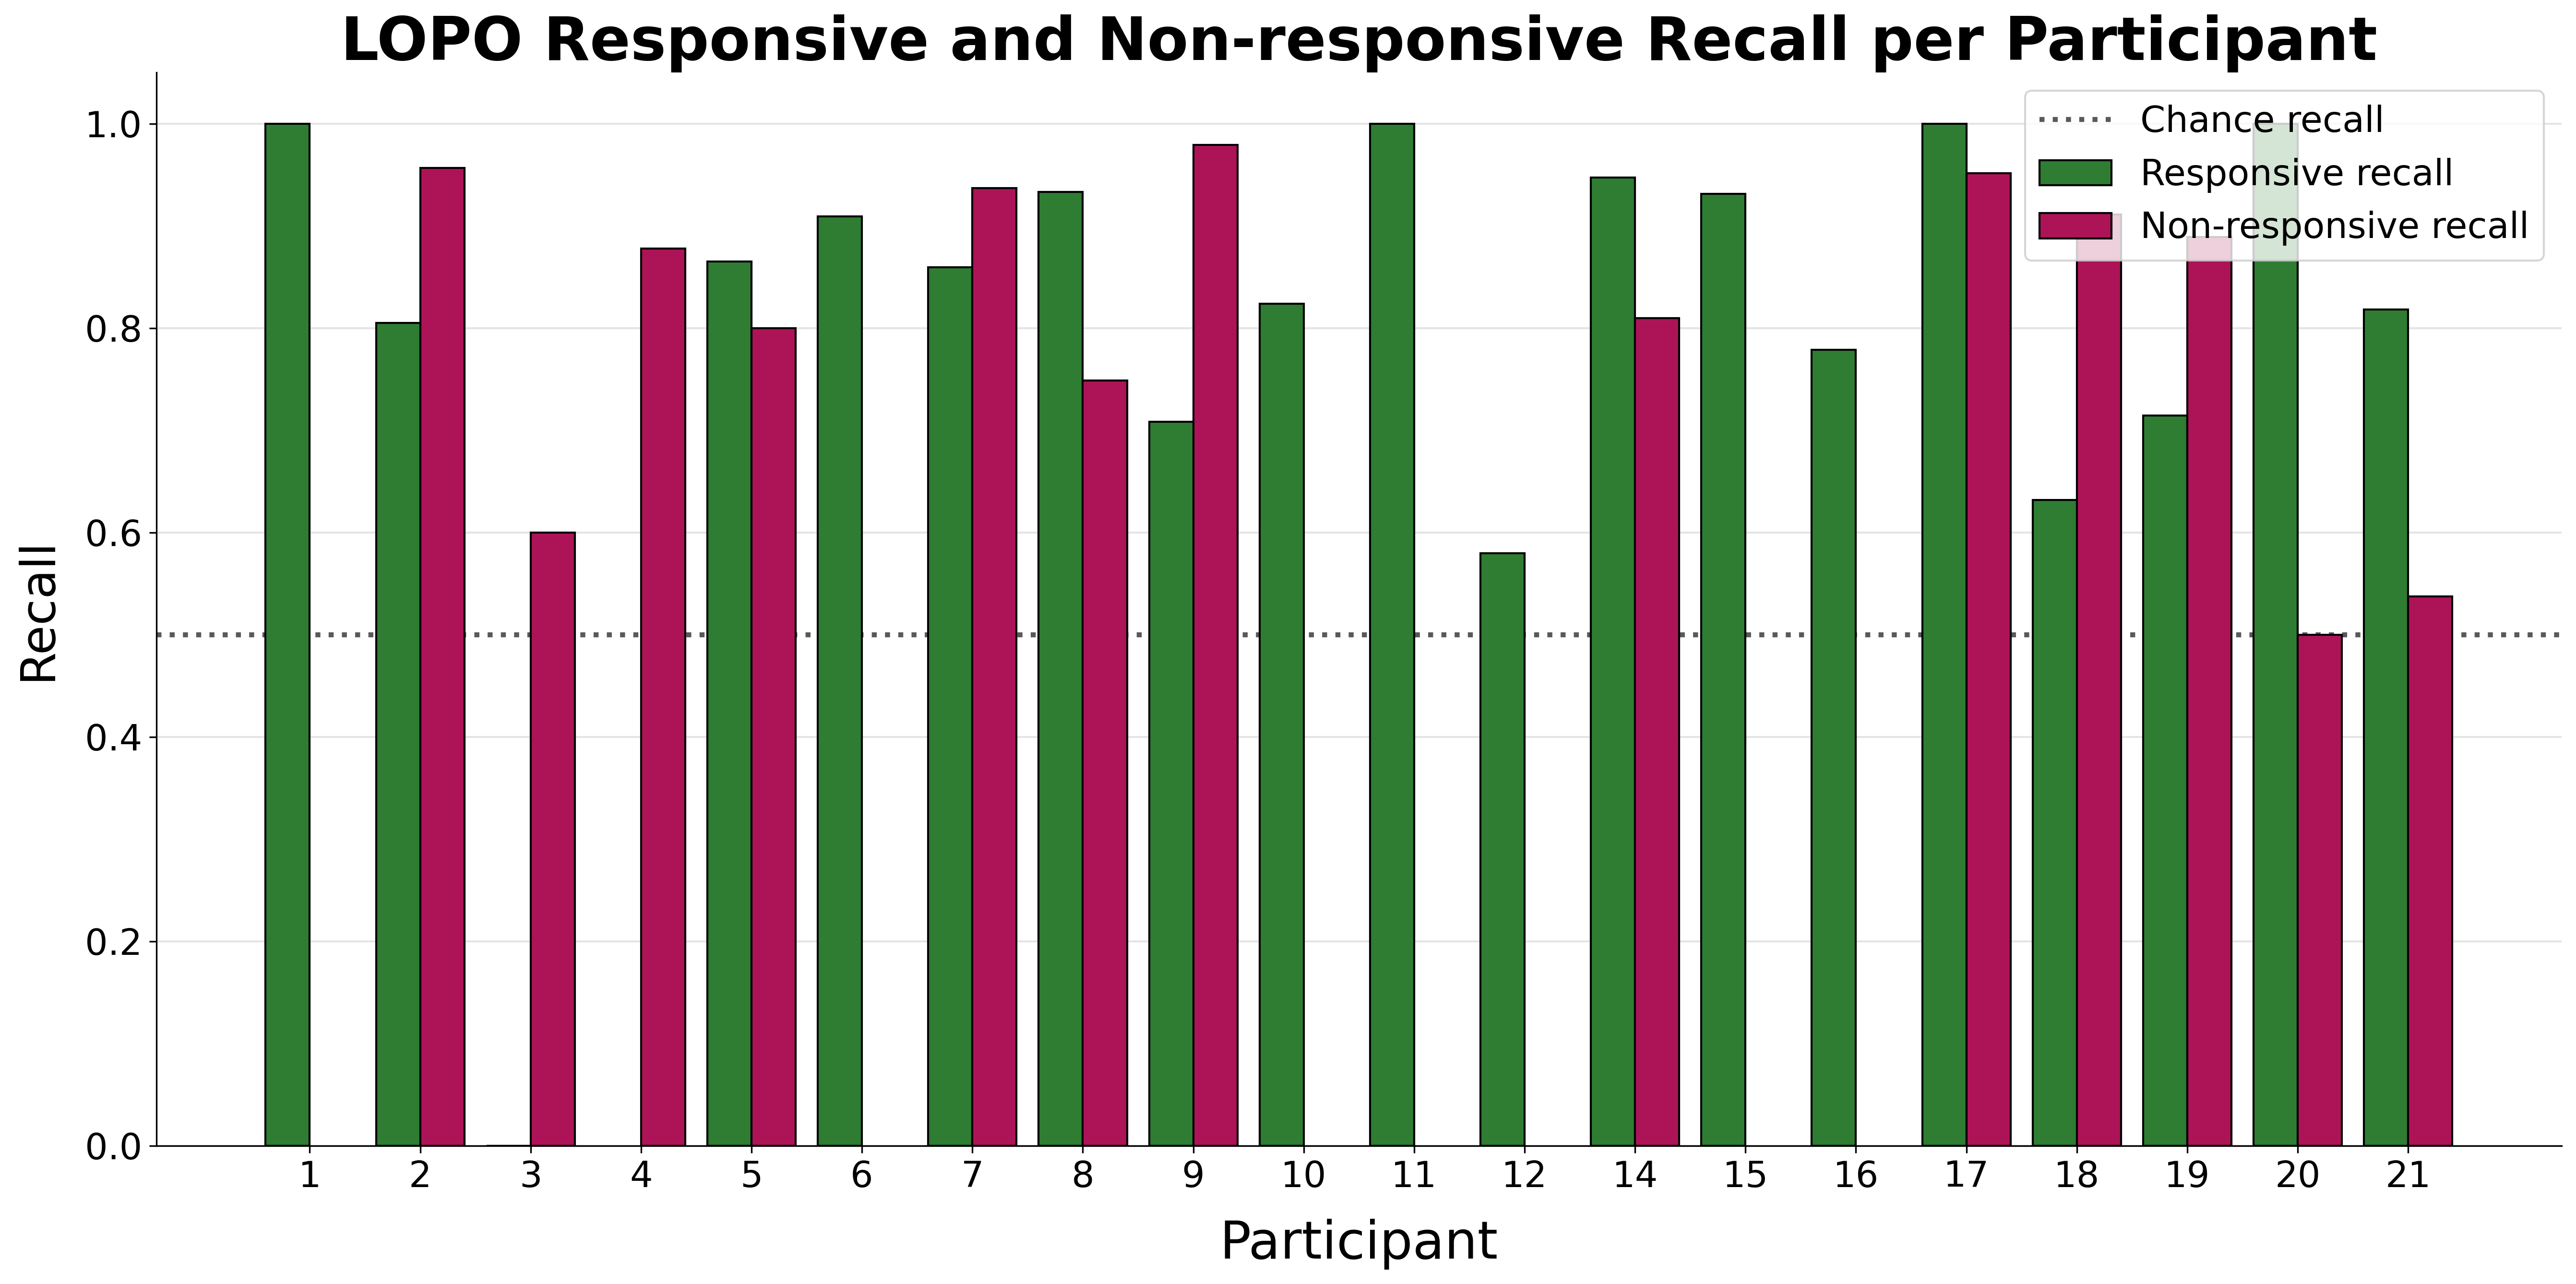 LOPO Responsive and Non-responsive Recall per Participant
Chance recall
Responsive recall
Non-responsive recall
1.0
0.8
0.6
0.4
0.2
0.0
Recall
1 2 3 4 5 6 7 8 9 10 11 12 14 15 16 17 18 19 20 21
Participant